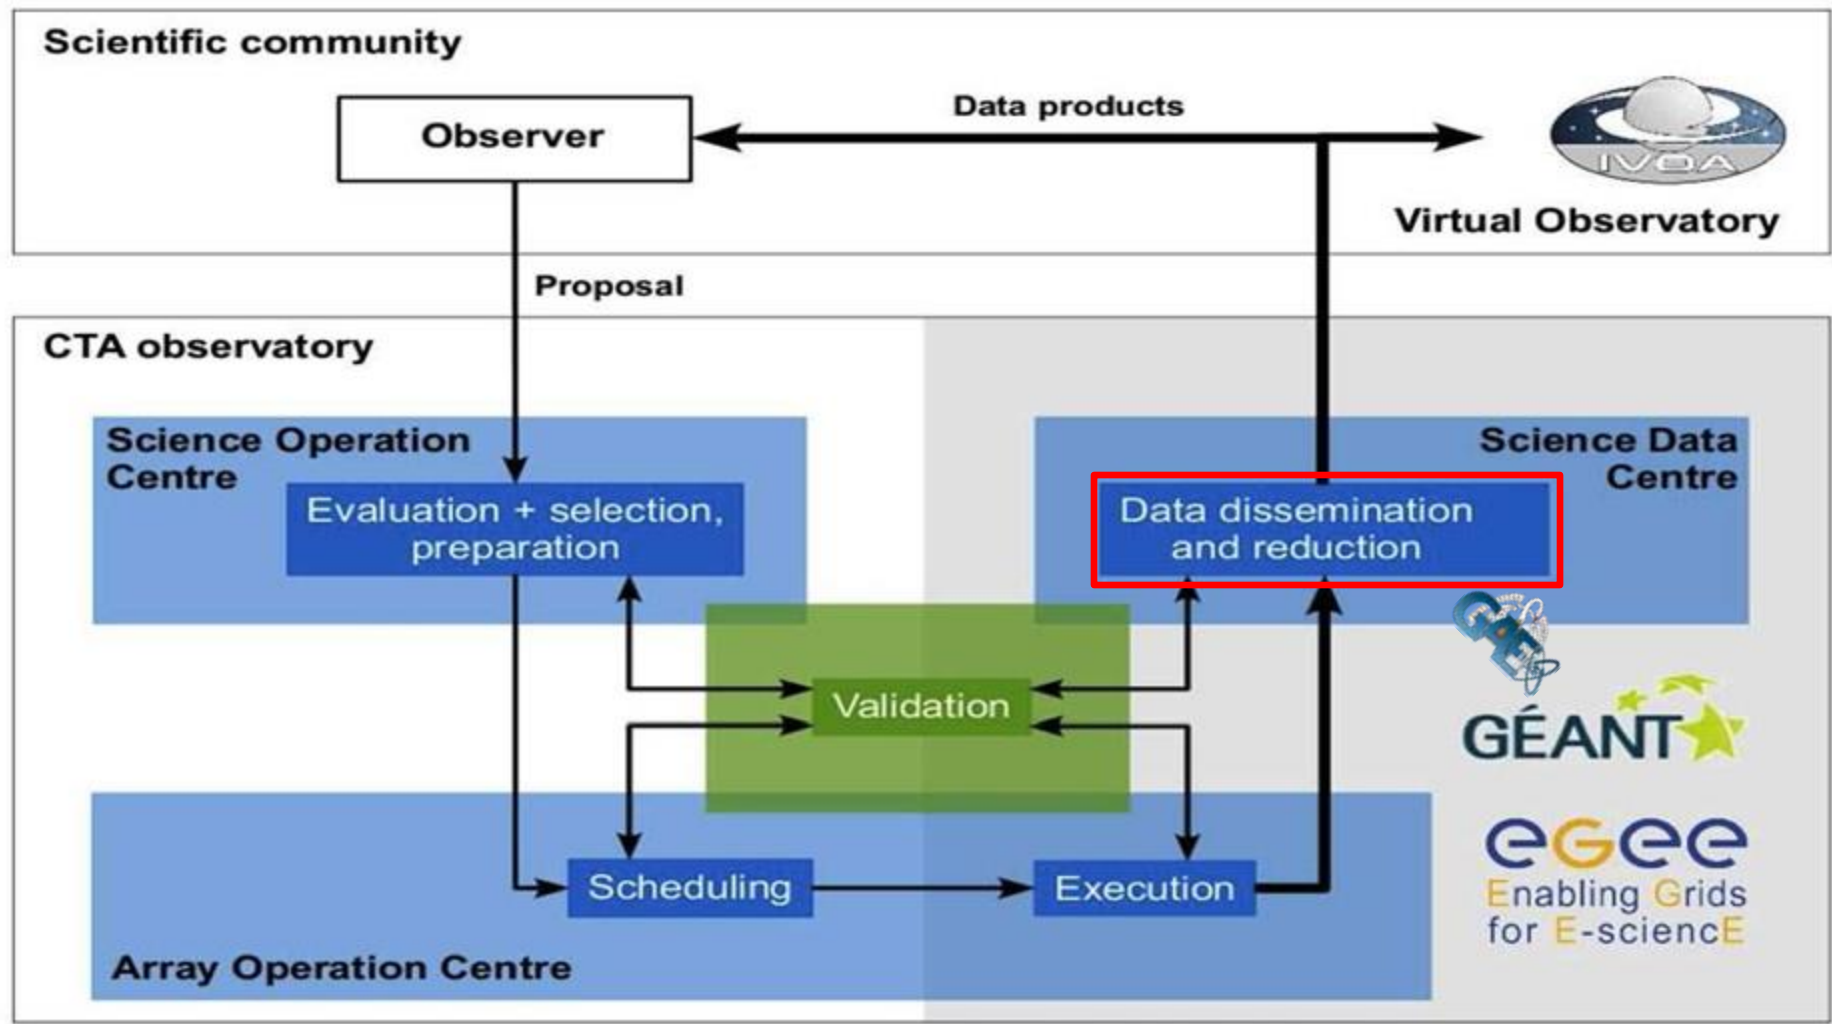 Scientific community
Observer
Data products
IVOA
Virtual Observatory
Proposal
CTA observatory
Science Operation
Centre
Evaluation + selection,
preparation
Science Data
Centre
Data dissemination
and reduction
Validation
GÉANT
Scheduling
Execution
egee
Enabling Grids
for E-sciencE
Array Operation Centre